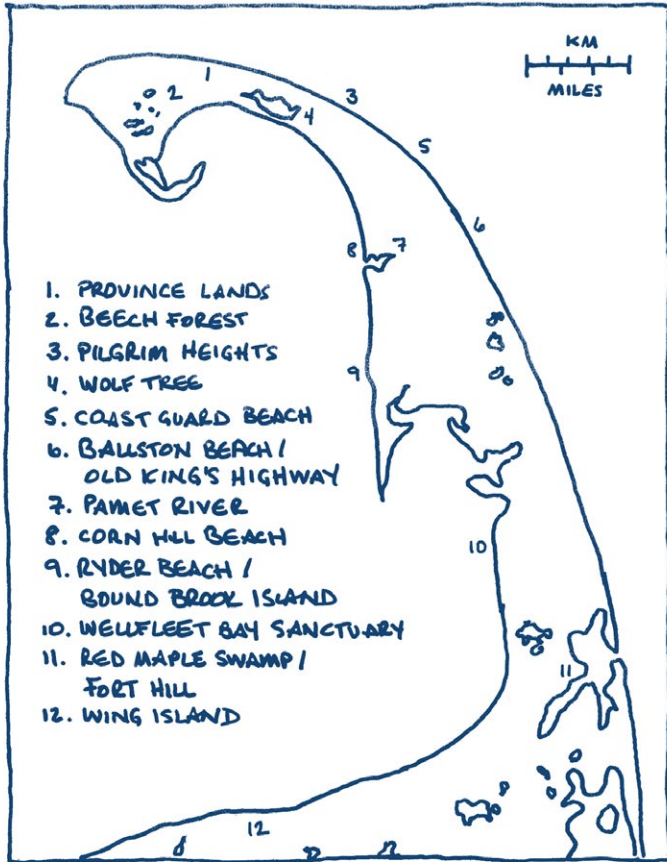 KM
MILES
1
2
3
4
5
6
7
8
9
10
11
12
1. PROVINCE LANDS
2. BEECH FOREST
3. PILGRIM HEIGHTS
4. WOLF TREE
5. COAST GUARD BEACH
6. BALLSTON BEACH /
OLD KING'S HIGHWAY
7. PAMET RIVER
8. CORN HILL BEACH
9. RYDER BEACH /
BOUND BROOK ISLAND
10. WELLFLEET BAY SANCTUARY
11. RED MAPLE SWAMP /
FORT HILL
12. WING ISLAND